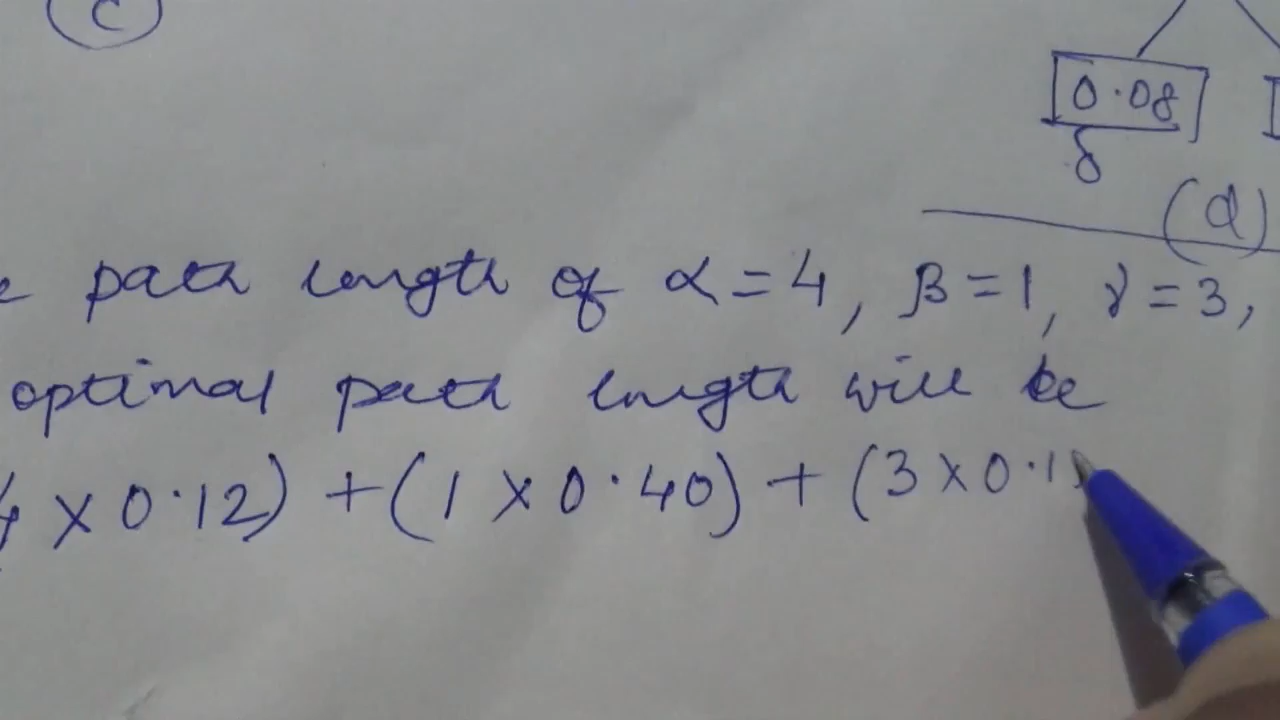 C
0.08
δ
(d)
path length of α = 4, β = 1, γ = 3,
optimal path length will be
4 × 0.12) + (1 × 0.40) + (3 × 0.1